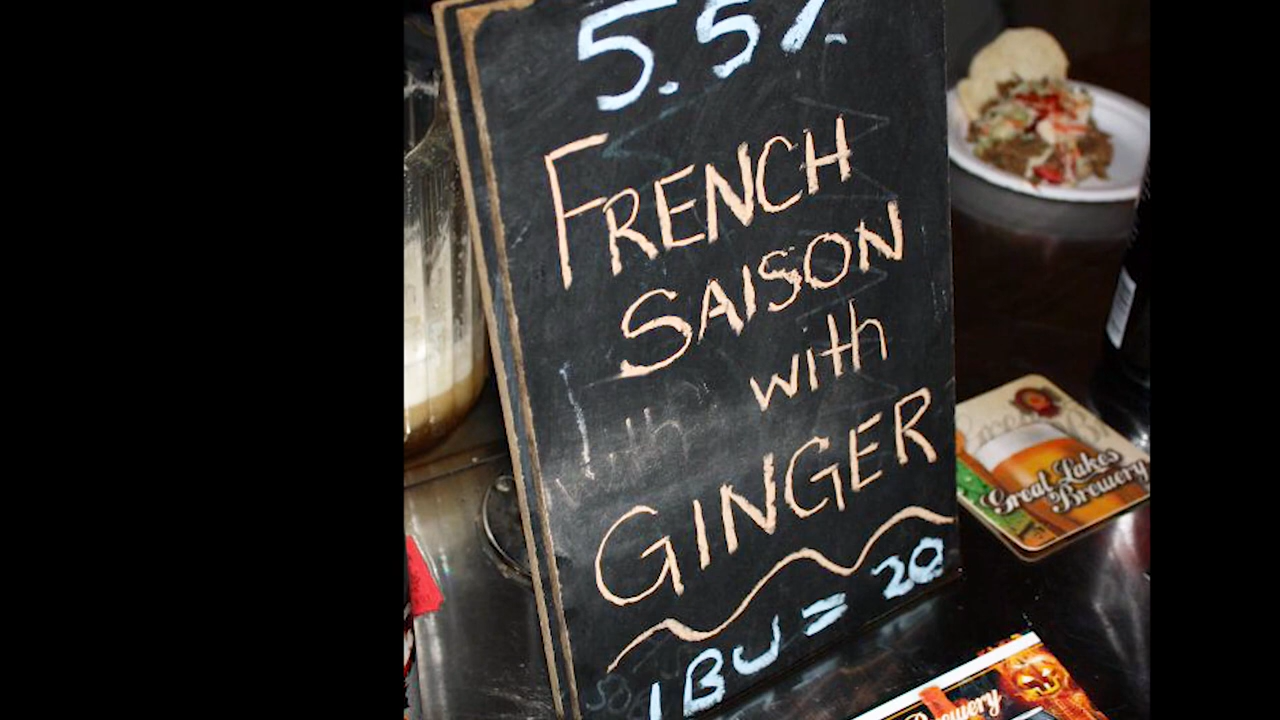 5.5%
FRENCH
SAISON
with
GINGER
IBU = 20
Great Lakes
Brewery